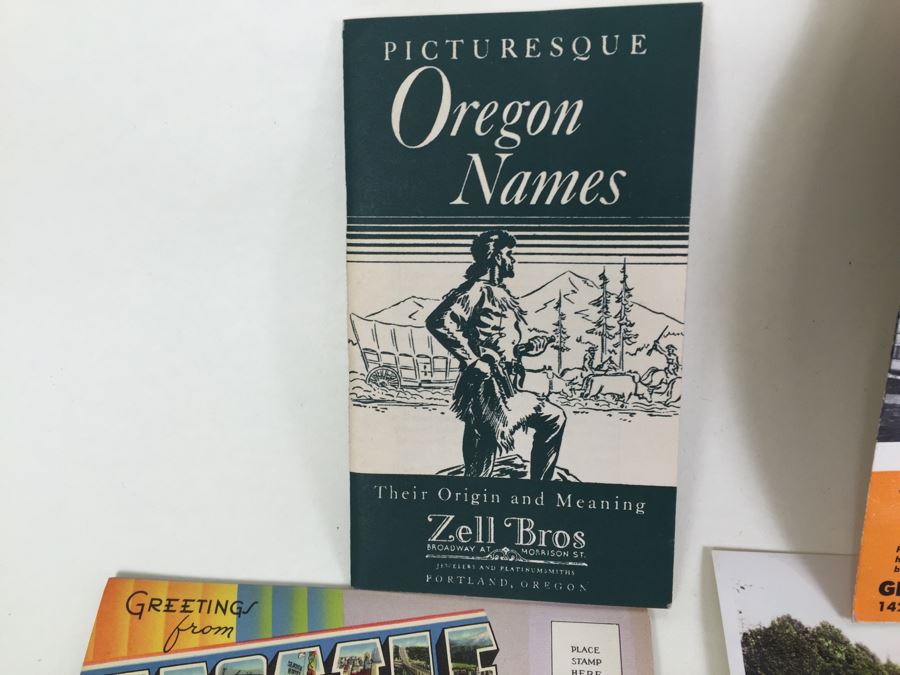 PICTURESQUE
Oregon
Names
Their Origin and Meaning
Zell Bros
BROADWAY AT MORRISON ST.
JEWELERS AND PLATINUMSMITHS
PORTLAND, OREGON
GREETINGS
from
PLACE
STAMP
HERE